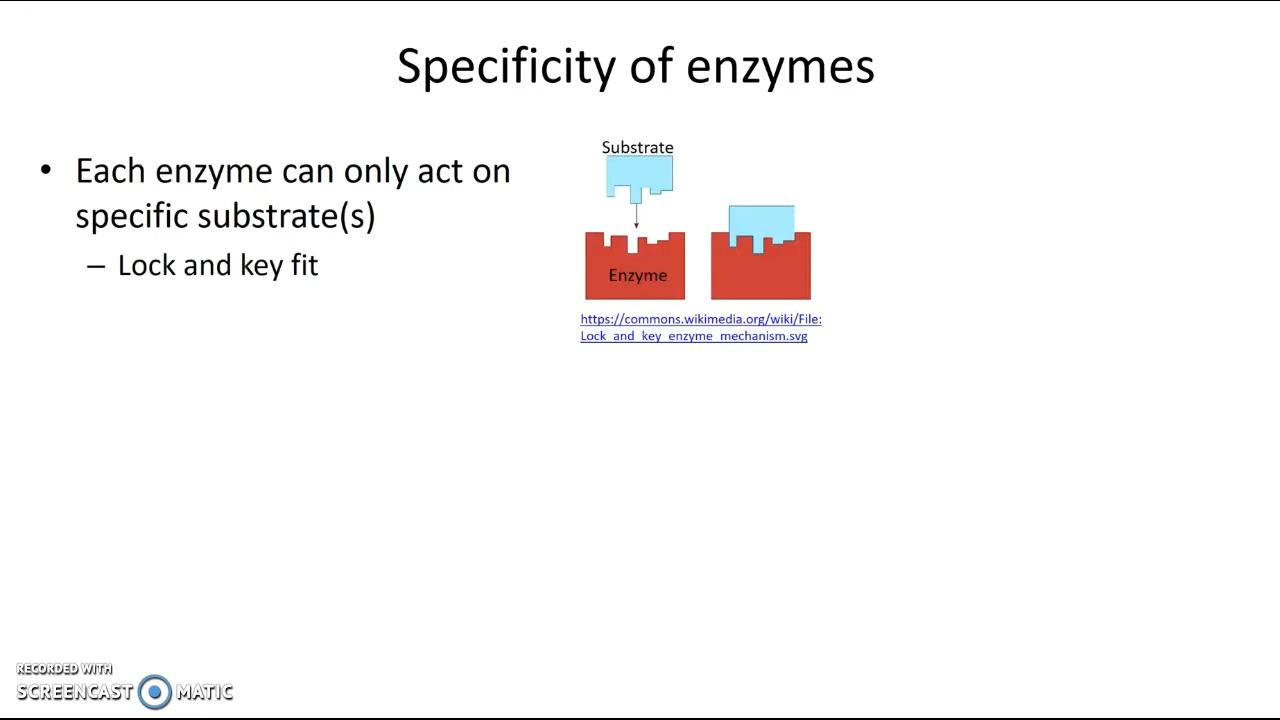 Specificity of enzymes
• Each enzyme can only act on
specific substrate(s)
– Lock and key fit
Substrate
Enzyme
https://commons.wikimedia.org/wiki/File:
Lock_and_key_enzyme_mechanism.svg
RECORDED WITH
SCREENCAST MATIC